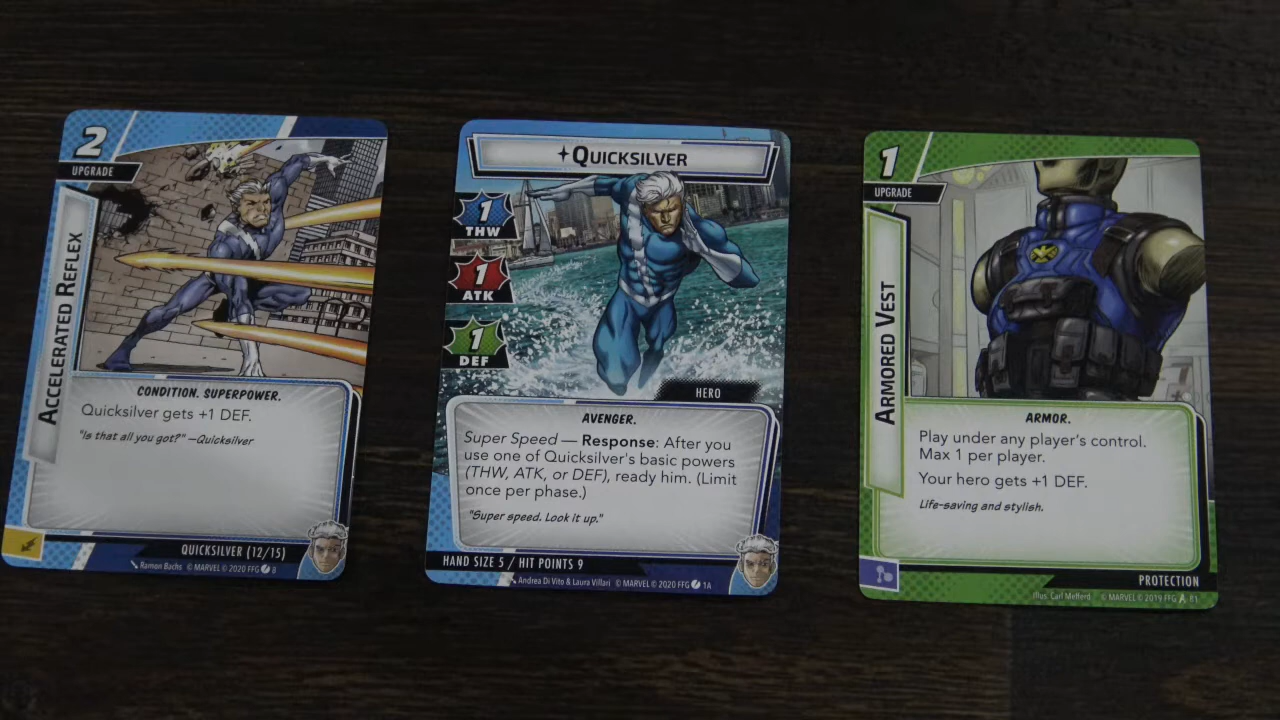 2
UPGRADE
ACCELERATED REFLEX
CONDITION. SUPERPOWER.
Quicksilver gets +1 DEF.
"Is that all you got?" —Quicksilver
QUICKSILVER (12/15)
Ramon Bachs © MARVEL © 2020 FFG 8
QUICKSILVER
1
THW
1
ATK
1
DEF
HERO
AVENGER.
Super Speed — Response: After you
use one of Quicksilver's basic powers
(THW, ATK, or DEF), ready him. (Limit
once per phase.)
"Super speed. Look it up."
HAND SIZE 5 / HIT POINTS 9
Andrea Di Vito & Laura Villari © MARVEL © 2020 FFG 1A
1
UPGRADE
ARMORED VEST
ARMOR.
Play under any player's control.
Max 1 per player.
Your hero gets +1 DEF.
Life-saving and stylish.
PROTECTION
Illus. Carl Mefferd © MARVEL © 2019 FFG 81